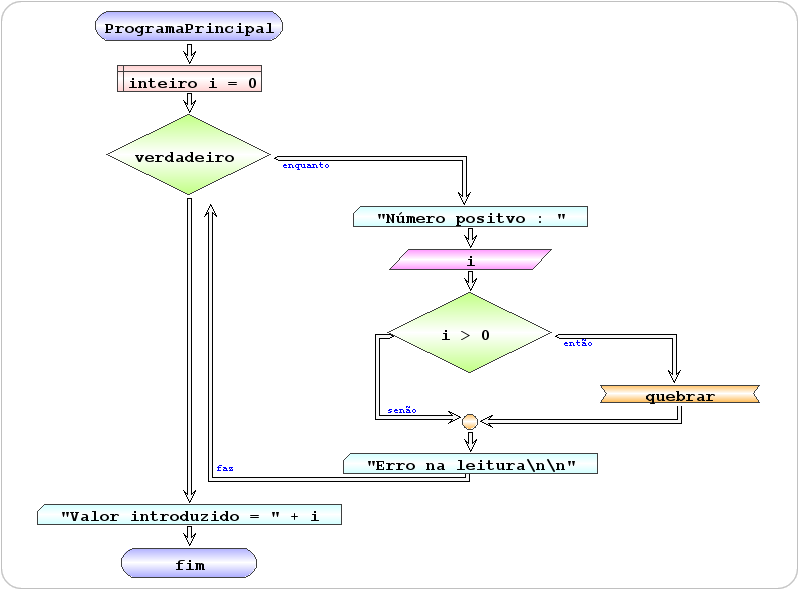 ProgramaPrincipal
inteiro i = 0
verdadeiro
enquanto
"Número positvo : "
i
i > 0
então
quebrar
senão
"Erro na leitura\n\n"
faz
"Valor introduzido = " + i
fim